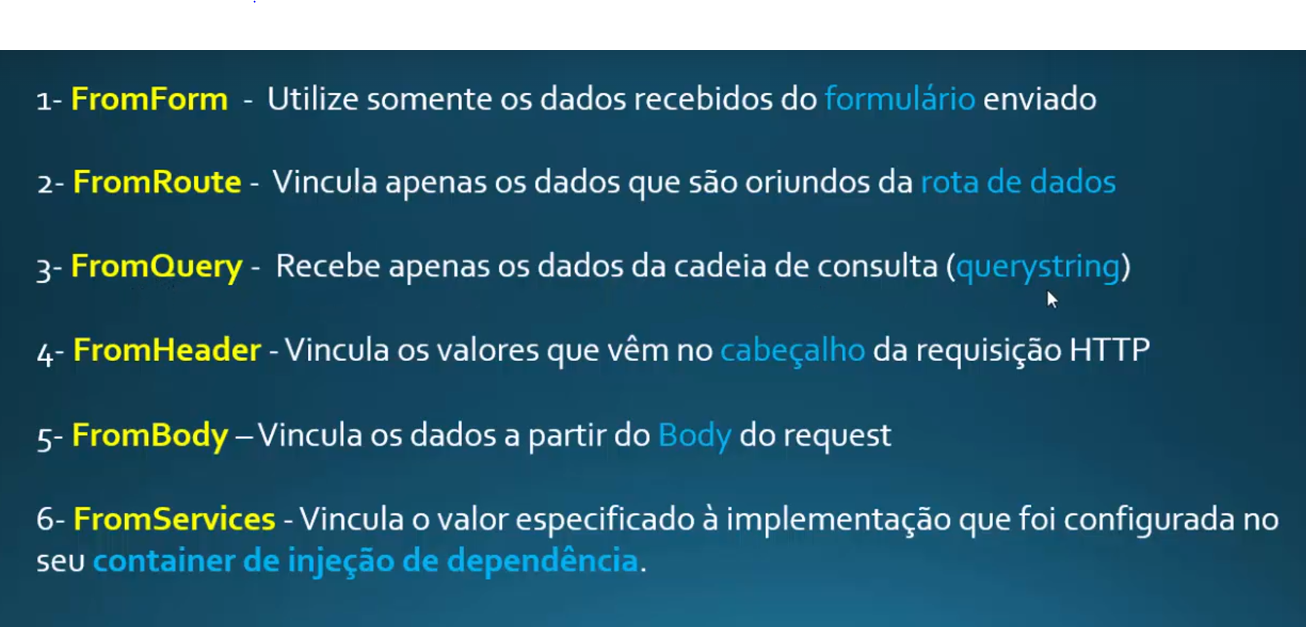 1- FromForm - Utilize somente os dados recebidos do formulário enviado
2- FromRoute - Vincula apenas os dados que são oriundos da rota de dados
3- FromQuery - Recebe apenas os dados da cadeia de consulta (querystring)
4- FromHeader - Vincula os valores que vêm no cabeçalho da requisição HTTP
5- FromBody – Vincula os dados a partir do Body do request
6- FromServices - Vincula o valor especificado à implementação que foi configurada no
seu container de injeção de dependência.